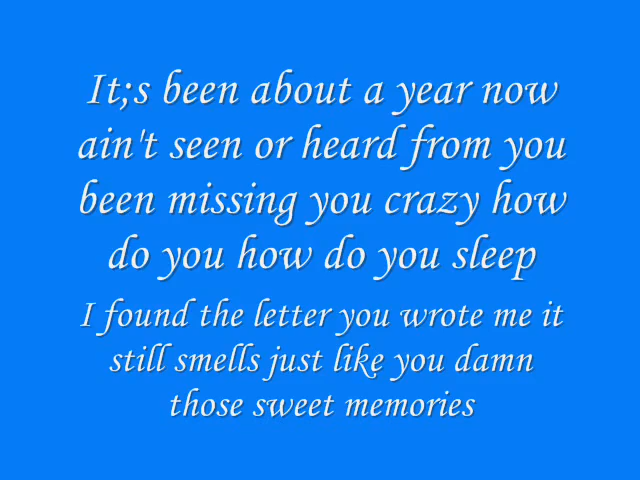 It;s been about a year now
ain't seen or heard from you
been missing you crazy how
do you how do you sleep
I found the letter you wrote me it
still smells just like you damn
those sweet memories